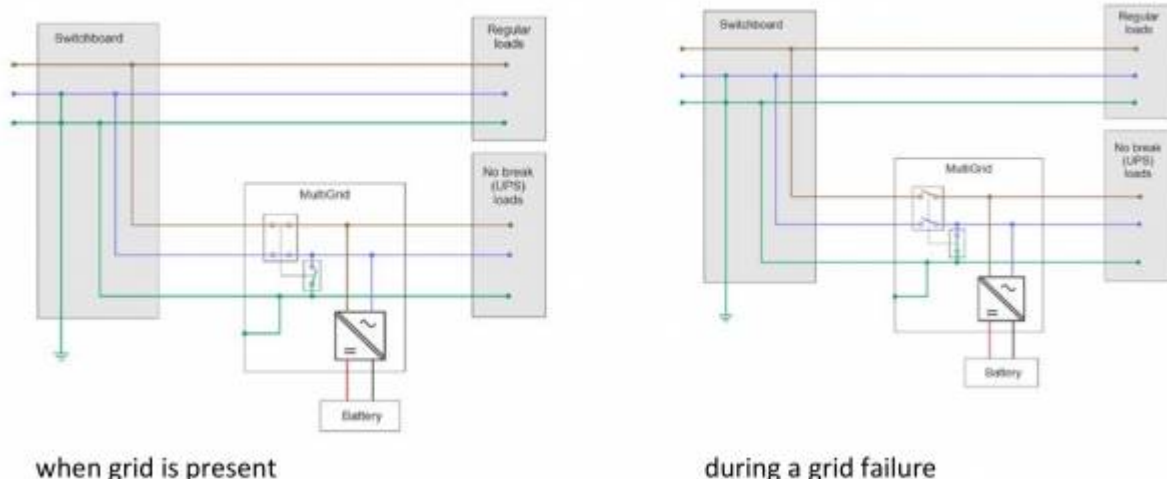 Switchboard
Regular
loads
No break
(UPS)
loads
MultiGrid
Battery
when grid is present
Switchboard
Regular
loads
No break
(UPS)
loads
MultiGrid
Battery
during a grid failure